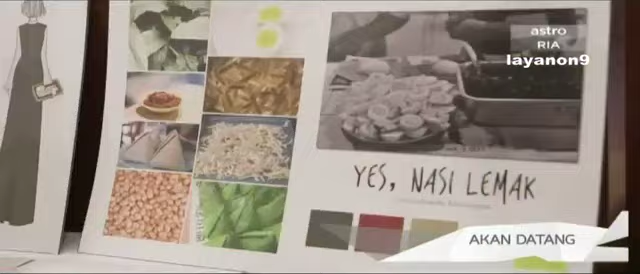 astro
RIA
layanon9
YES, NASI LEMAK
AKAN DATANG